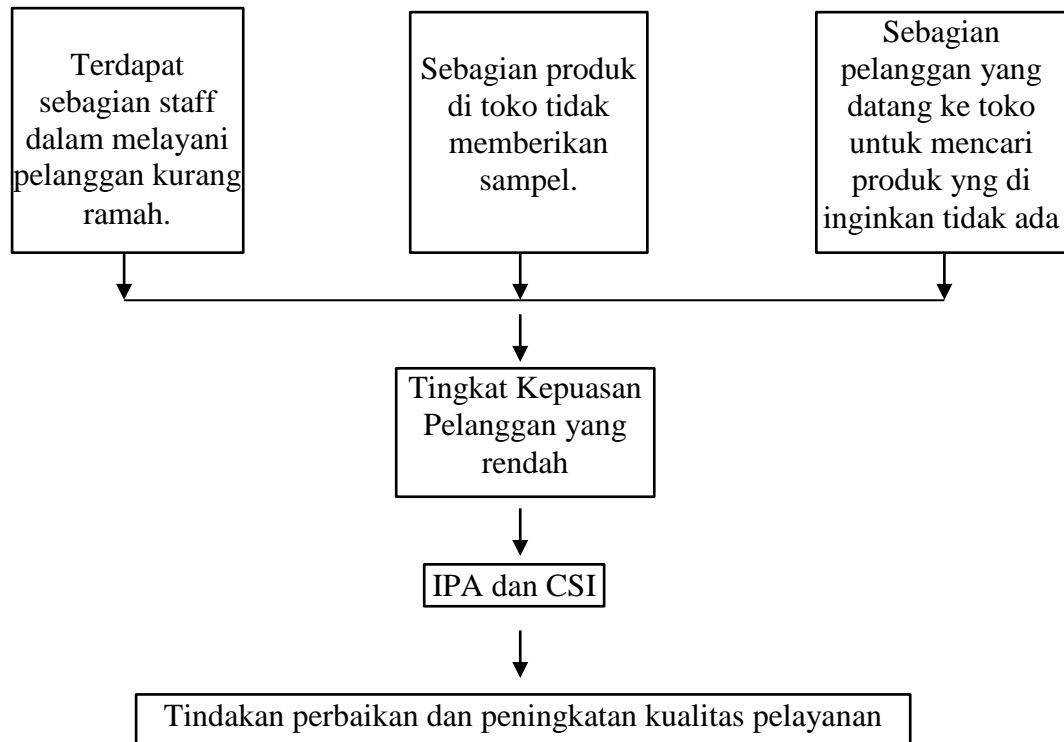 Terdapat
sebagian staff
dalam melayani
pelanggan kurang
ramah.
Sebagian produk
di toko tidak
memberikan
sampel.
Sebagian
pelanggan yang
datang ke toko
untuk mencari
produk yng di
inginkan tidak ada
Tingkat Kepuasan
Pelanggan yang
rendah
IPA dan CSI
Tindakan perbaikan dan peningkatan kualitas pelayanan